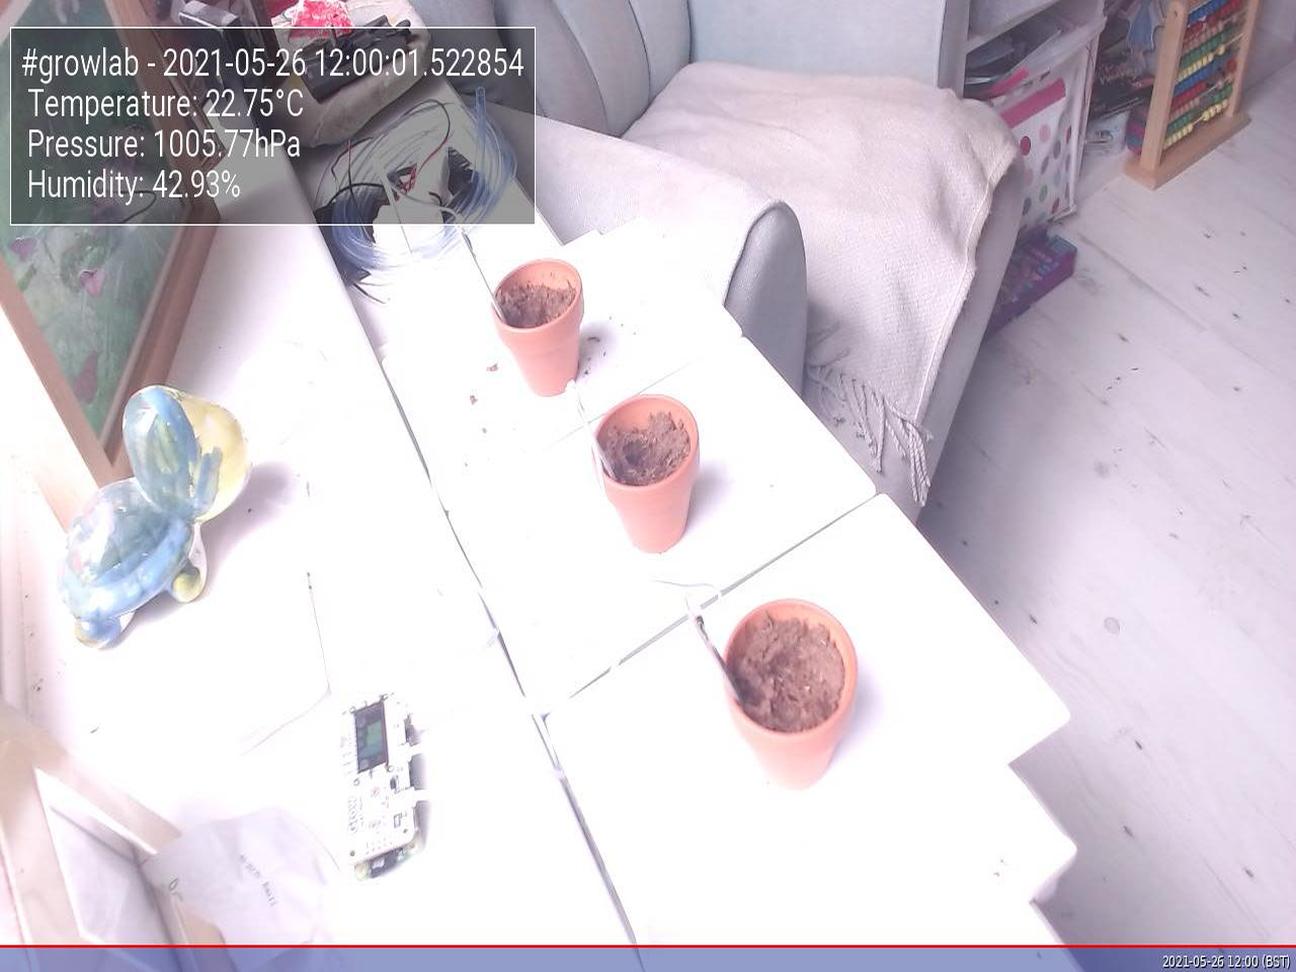 #growlab - 2021-05-26 12:00:01.522854
Temperature: 22.75°C
Pressure: 1005.77hPa
Humidity: 42.93%
2021-05-26 12:00 (BST)